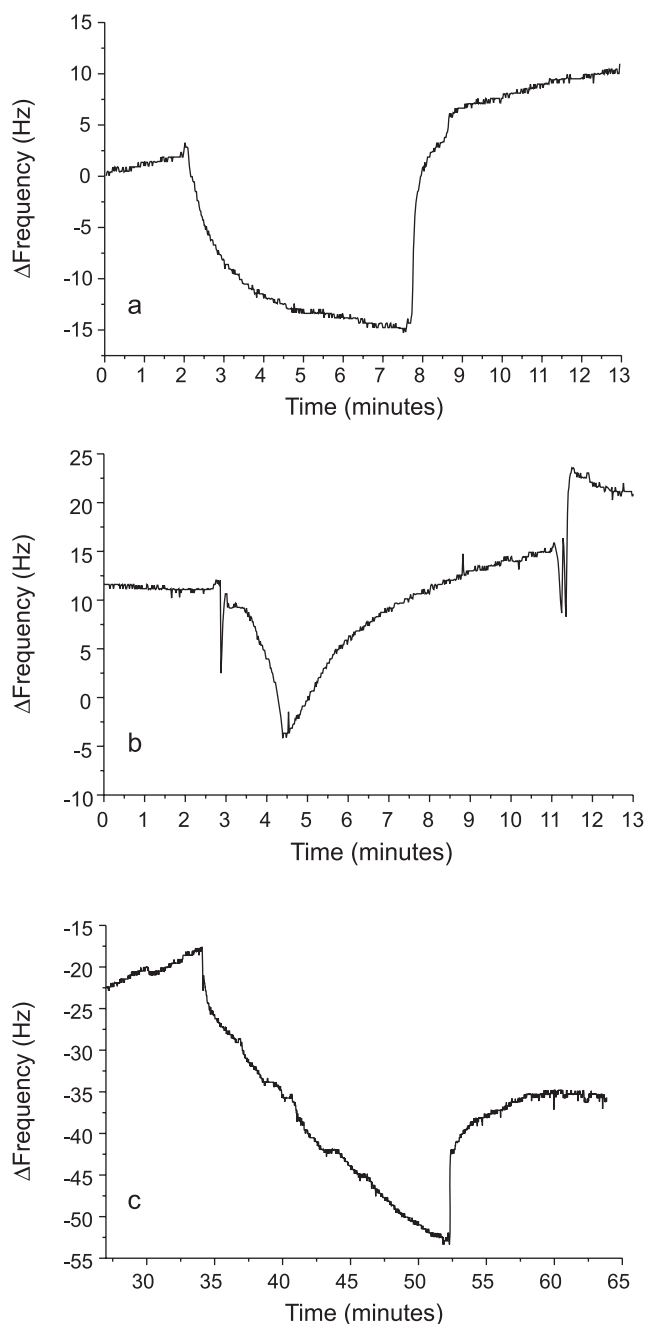 15
10
5
0
-5
-10
-15
ΔFrequency (Hz)
a
0 1 2 3 4 5 6 7 8 9 10 11 12 13
Time (minutes)
25
20
15
10
5
0
-5
-10
ΔFrequency (Hz)
b
0 1 2 3 4 5 6 7 8 9 10 11 12 13
Time (minutes)
-15
-20
-25
-30
-35
-40
-45
-50
-55
ΔFrequency (Hz)
c
30 35 40 45 50 55 60 65
Time (minutes)